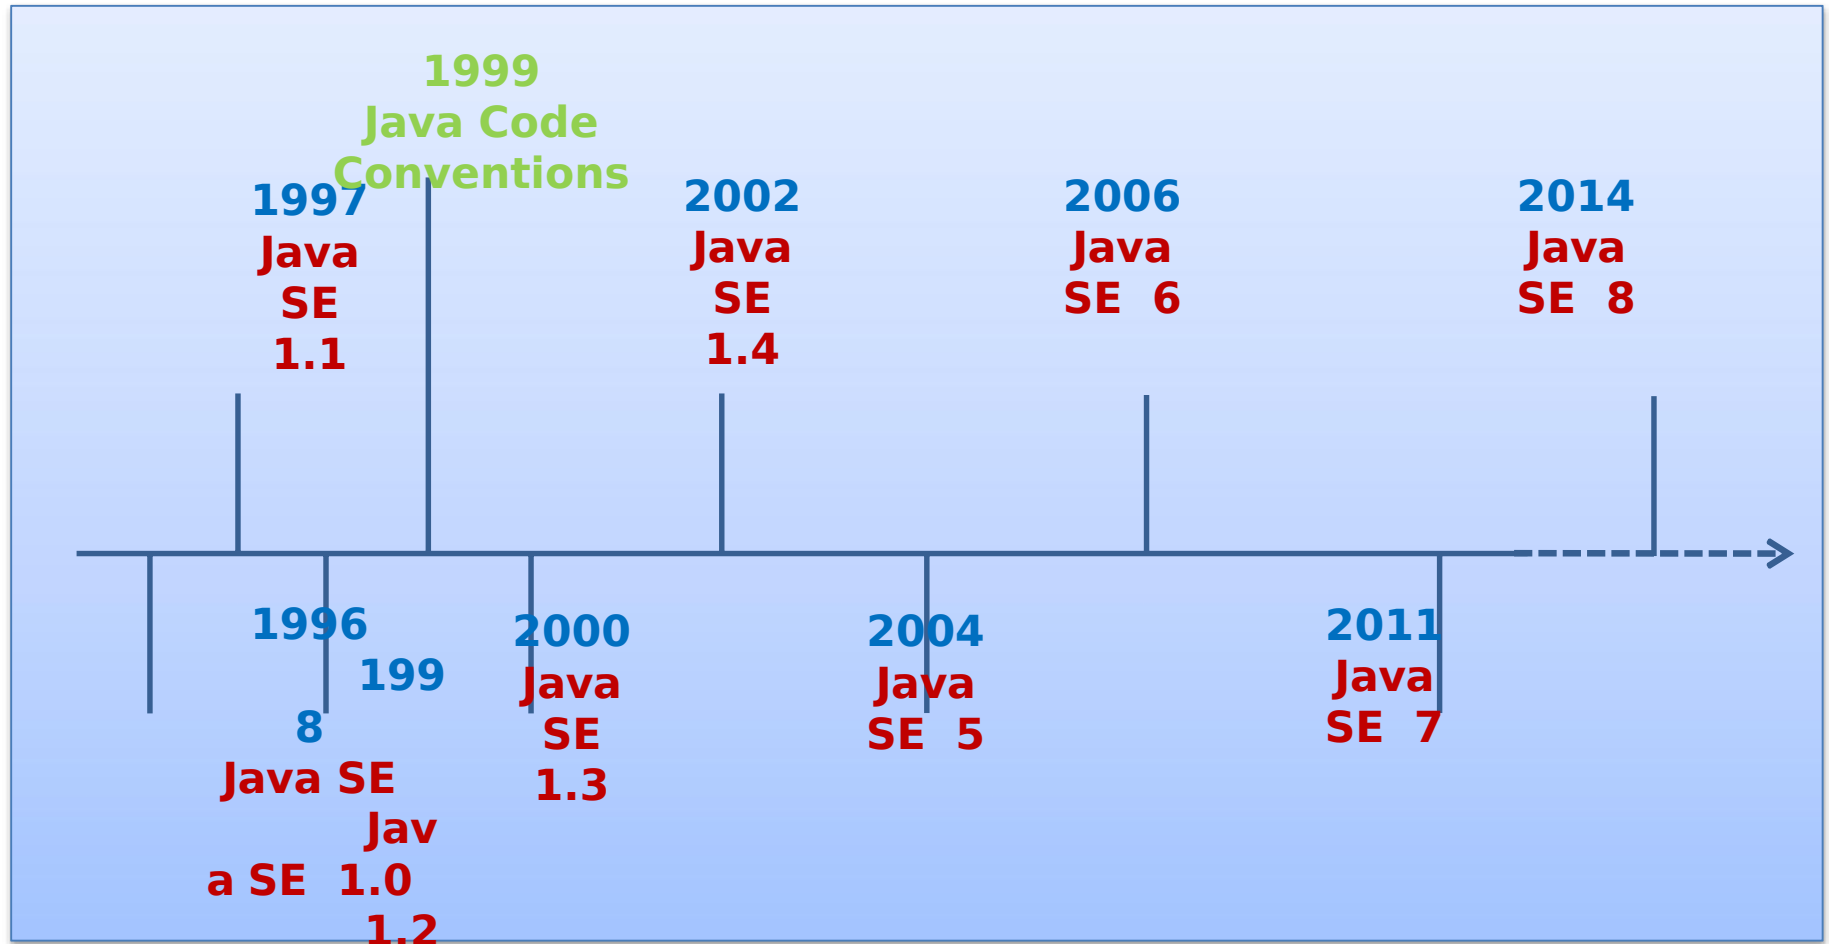 1999
Java Code
Conventions
1997
Java
SE
1.1
2002
Java
SE
1.4
2006
Java
SE 6
2014
Java
SE 8
1996
199
8
Java SE
Jav
a SE 1.0
1.2
2000
Java
SE
1.3
2004
Java
SE 5
2011
Java
SE 7